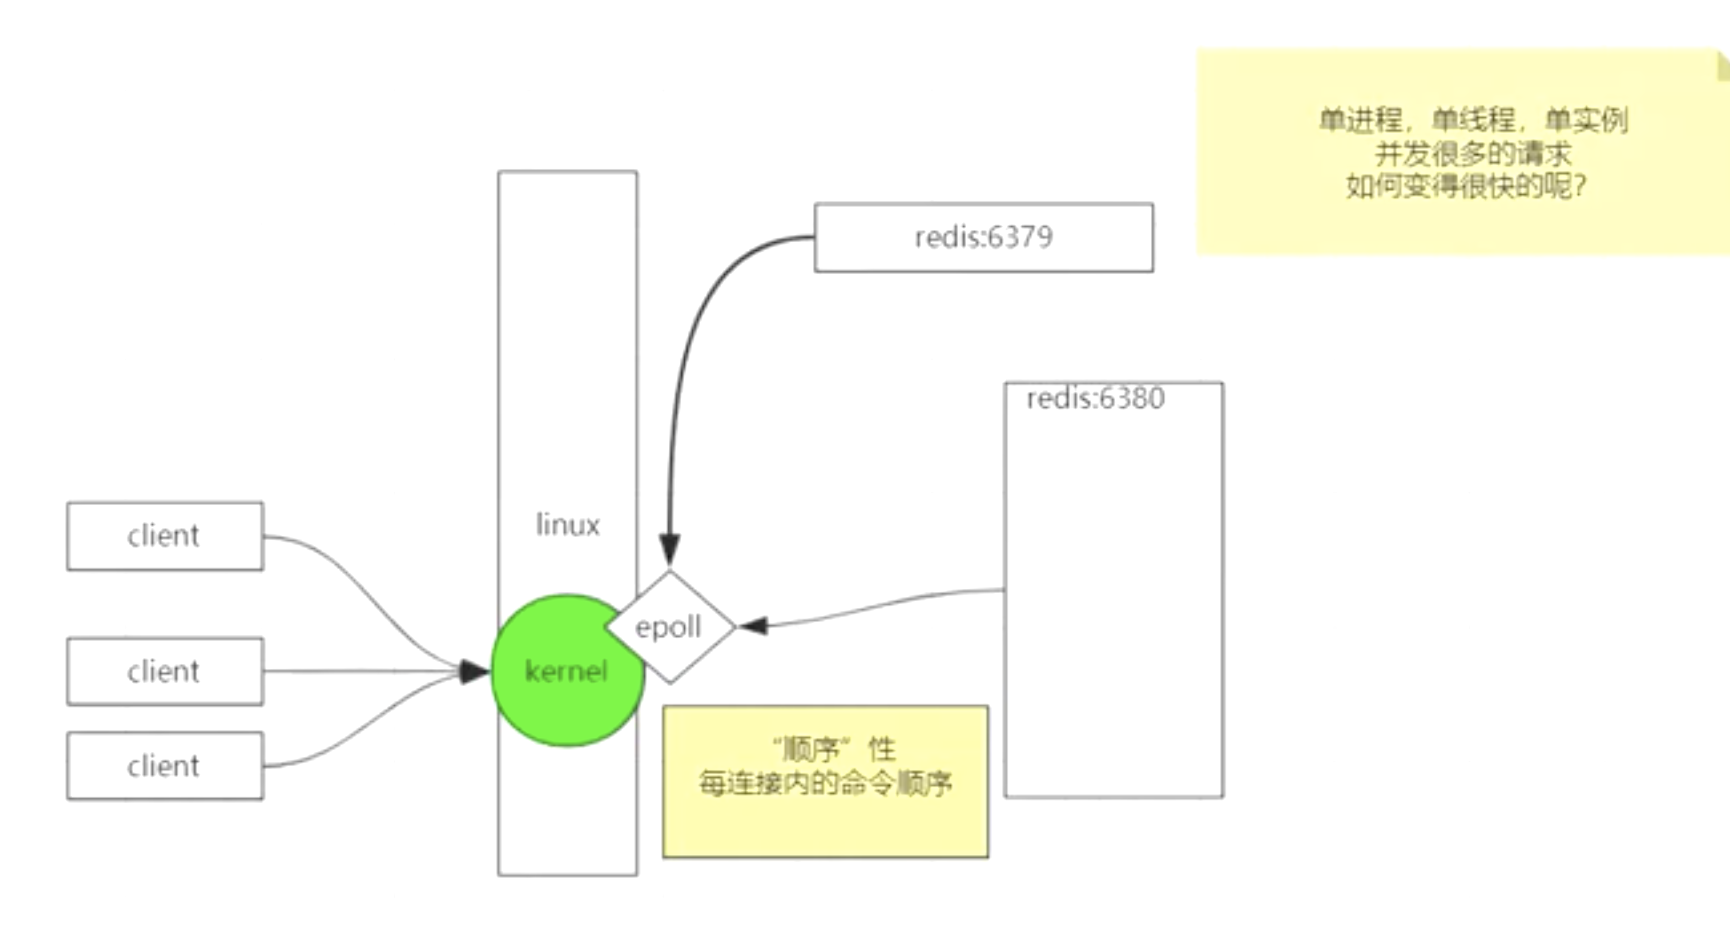 单进程，单线程，单实例
并发很多的请求
如何变得很快的呢？
redis:6379
redis:6380
linux
client
epoll
kernel
client
client
“顺序”性
每连接内的命令顺序